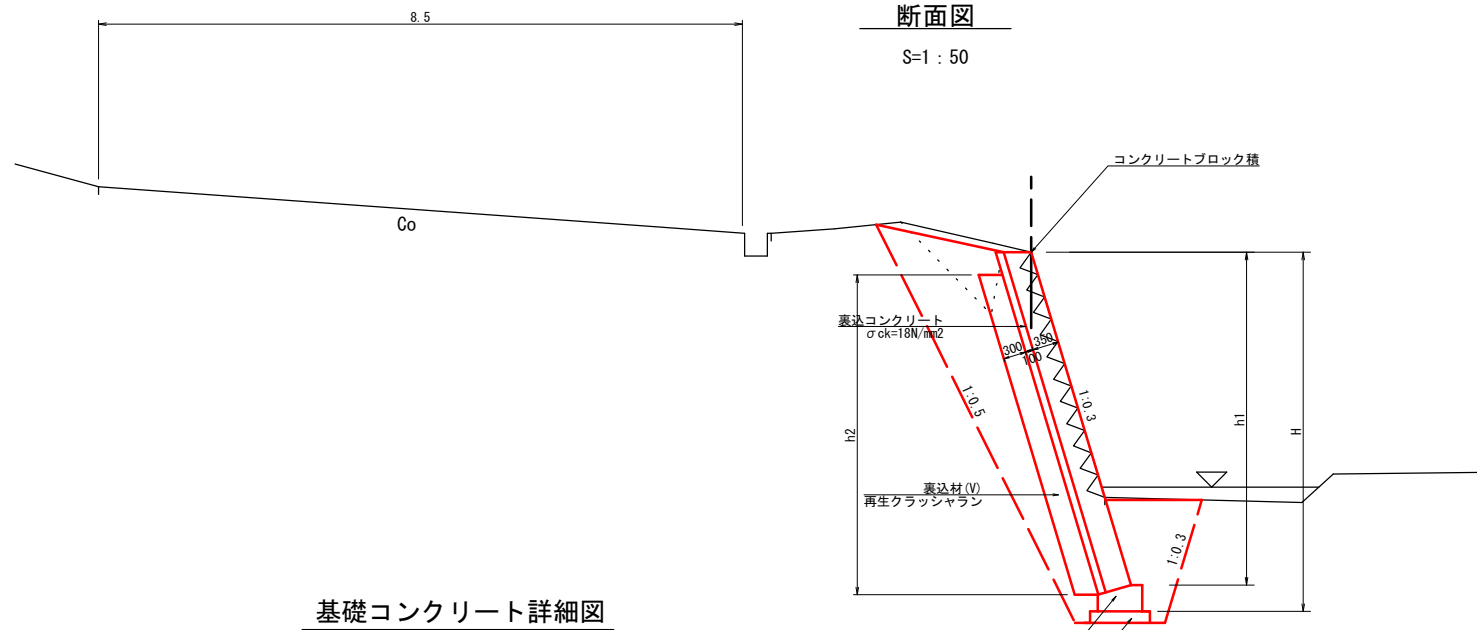 8.5
断面図
S=1：50
コンクリートブロック積
Co
裏込コンクリート
σck=18N/mm2
300
350
100
1:0.5
1:0.3
h2
h1
H
裏込材(V)
再生クラッシャラン
1:0.3
基礎コンクリート詳細図